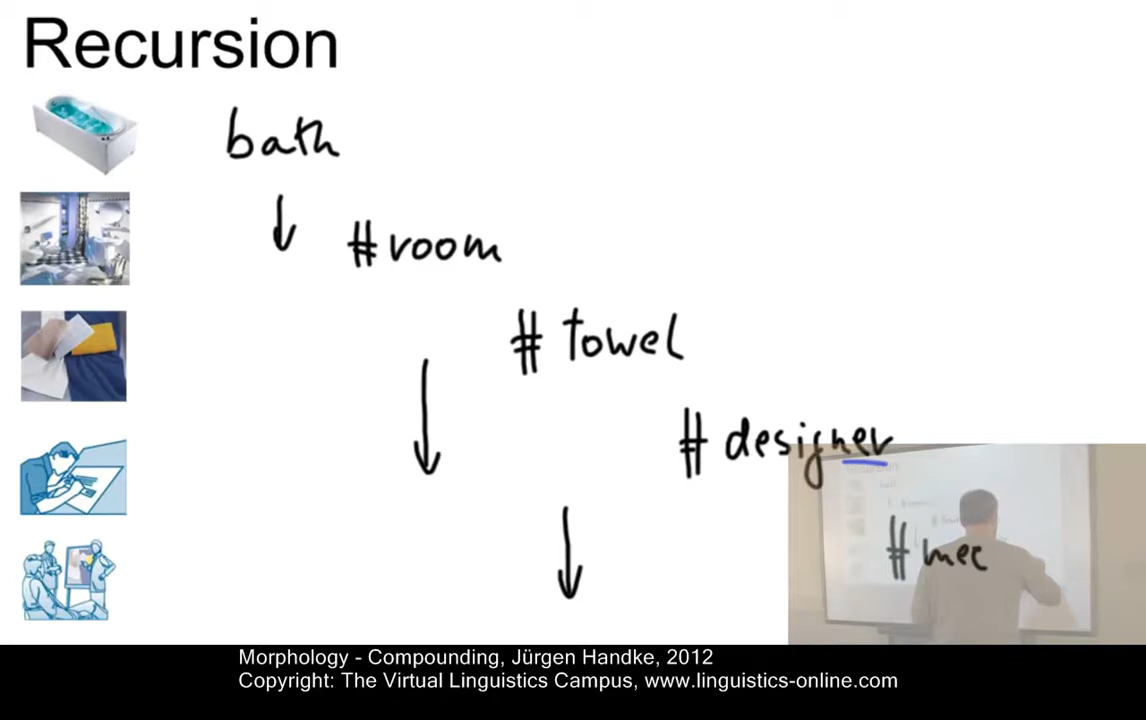 Recursion
bath
#room
# towel
# designer
# mee
Morphology - Compounding, Jürgen Handke, 2012
Copyright: The Virtual Linguistics Campus, www.linguistics-online.com